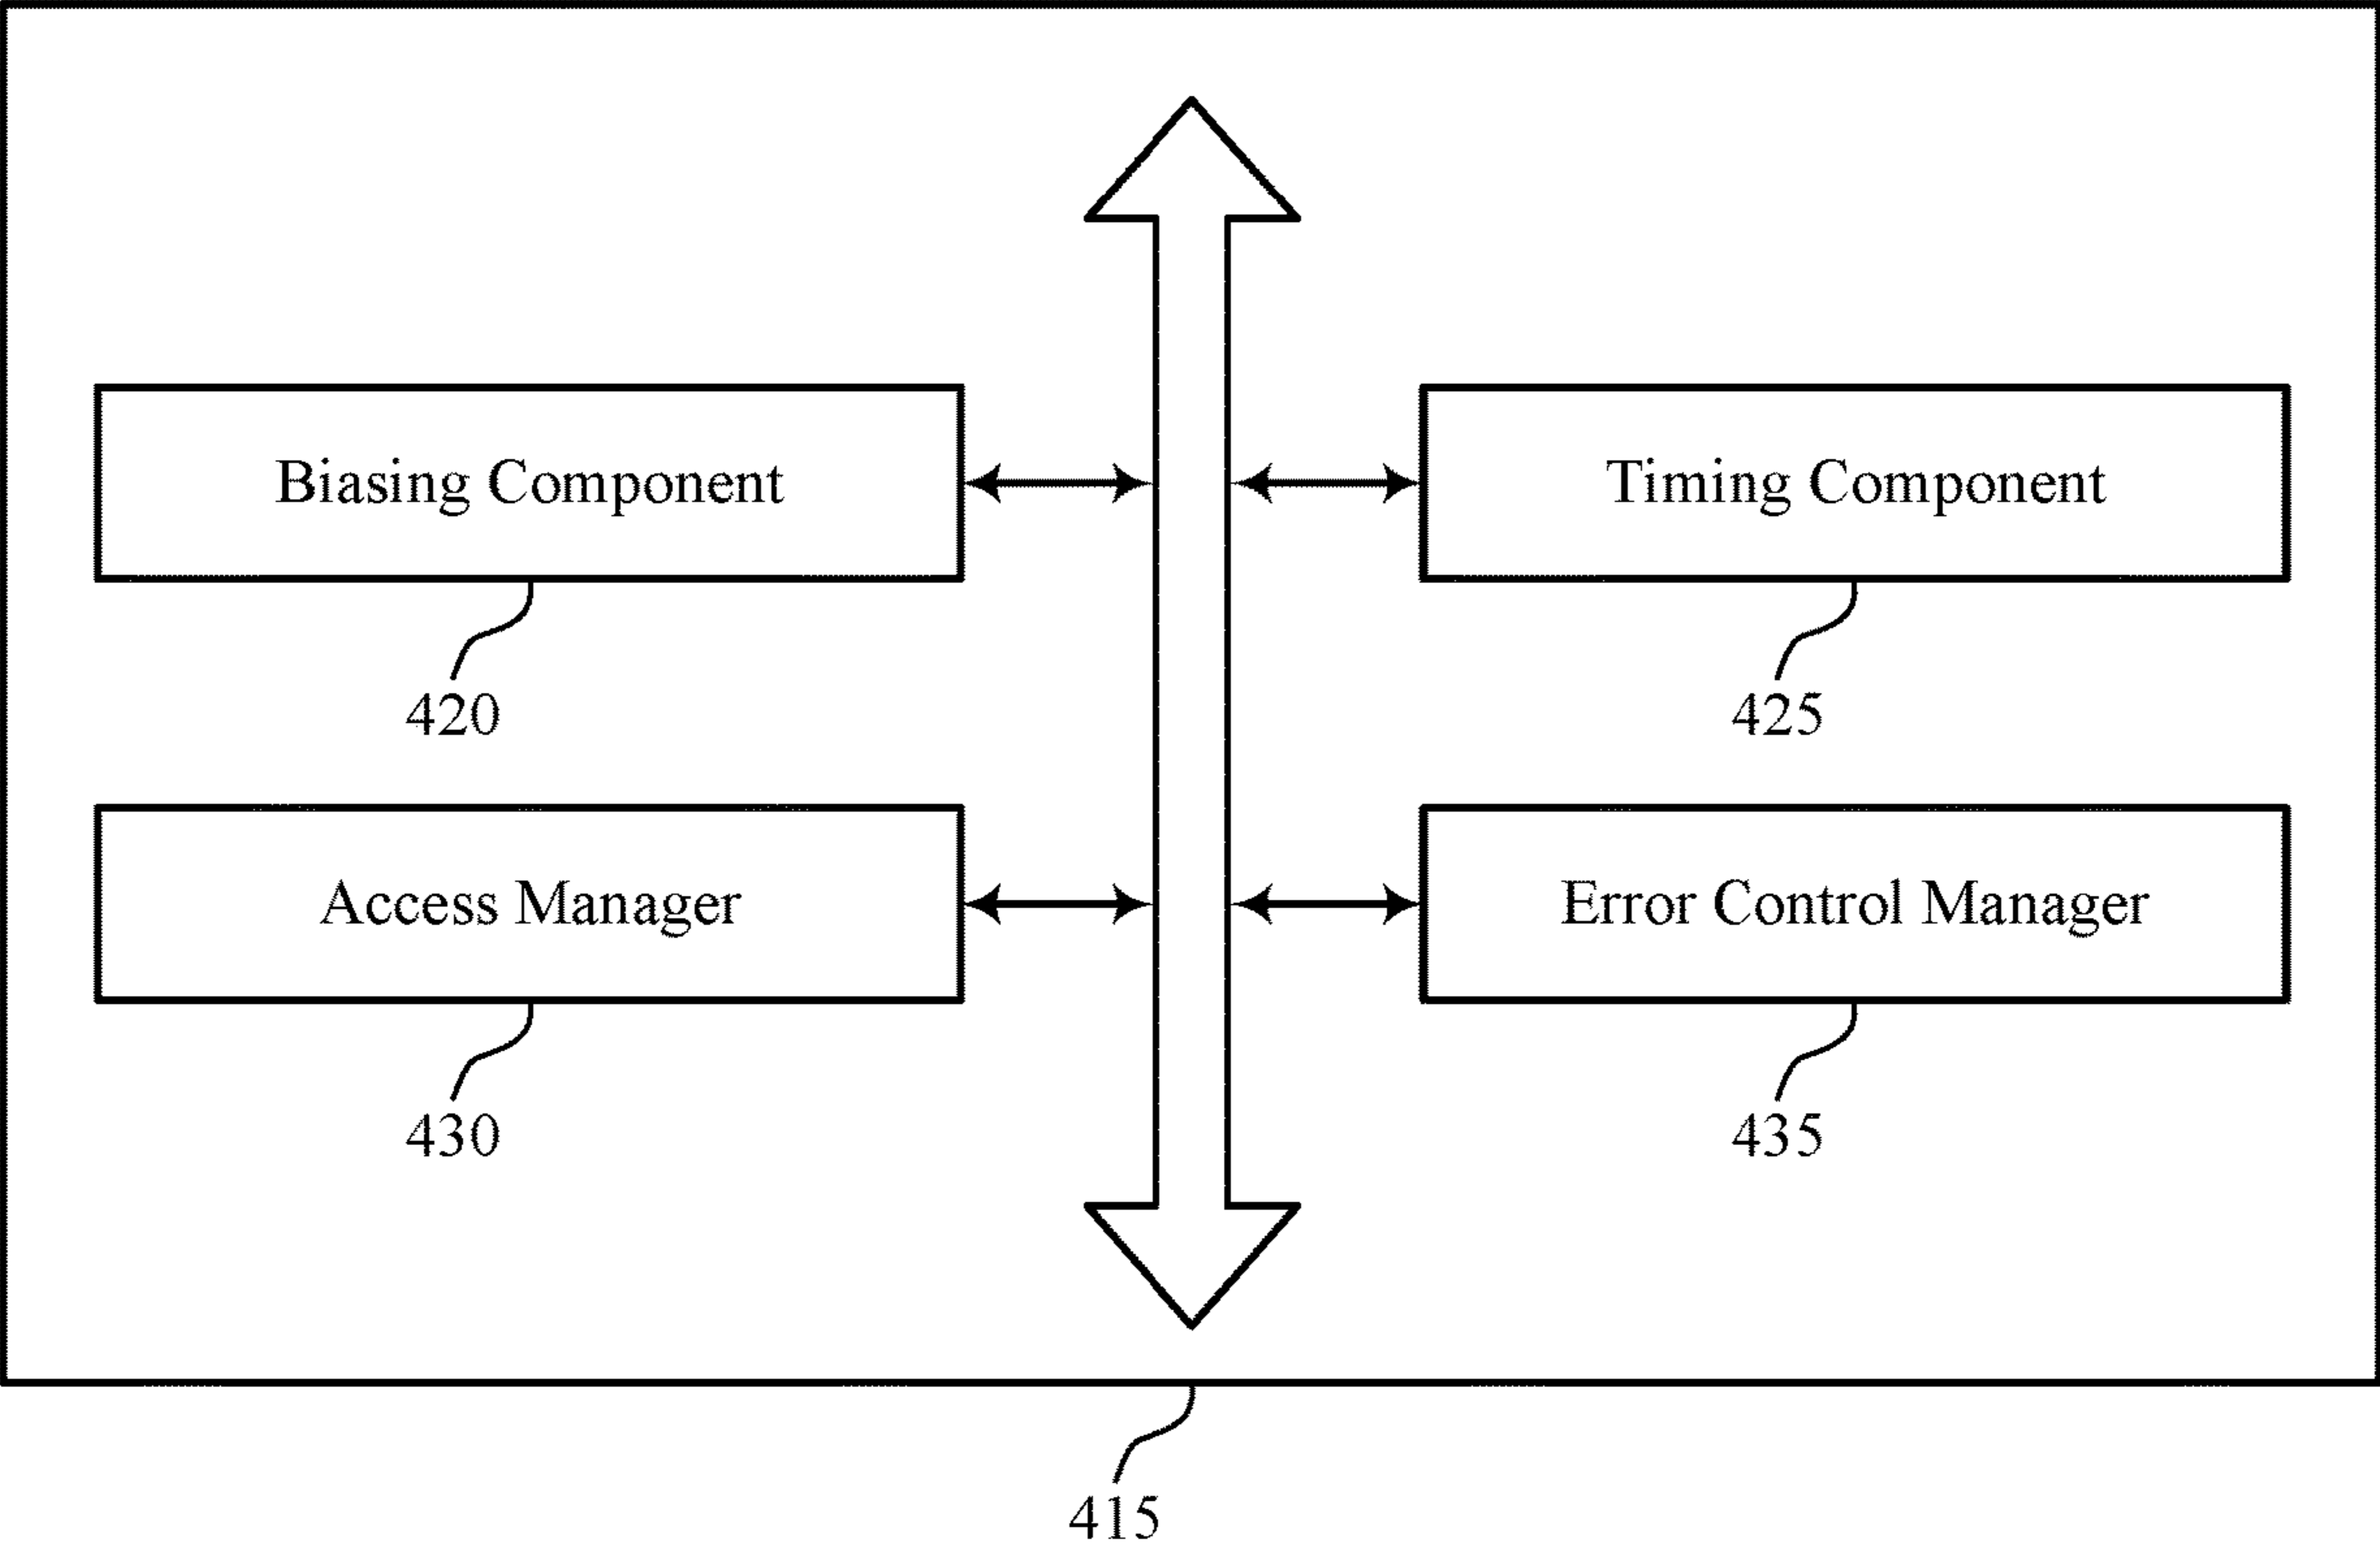 Biasing Component
Timing Component
420
425
Access Manager
Error Control Manager
430
435
415